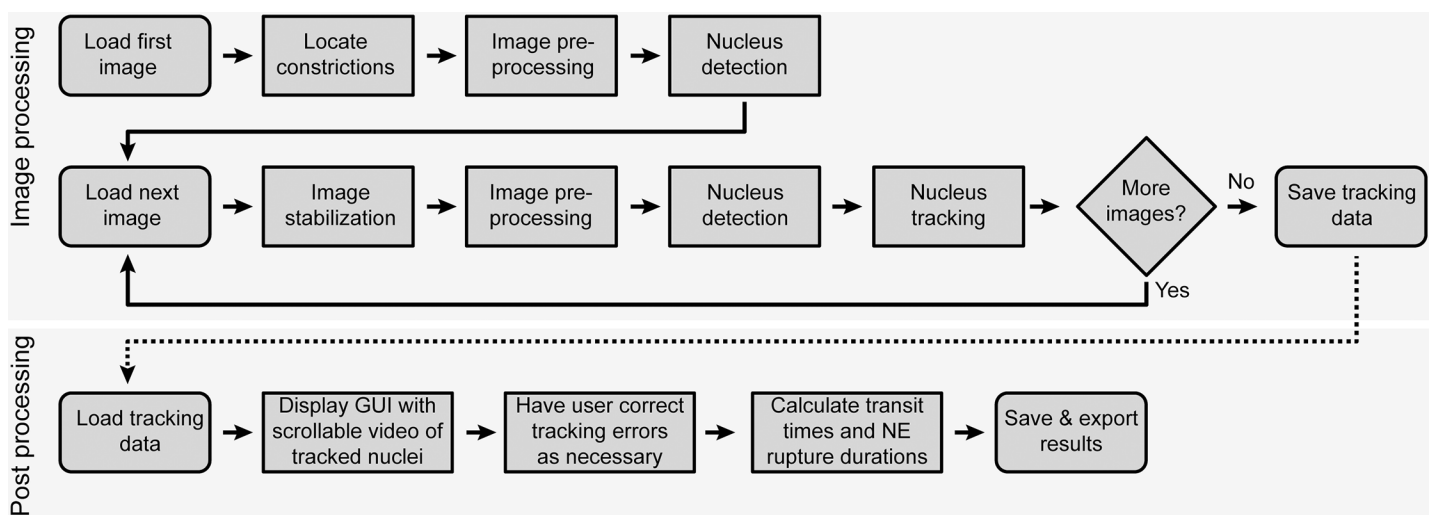 Image processing
Load first
image
Locate
constrictions
Image pre-
processing
Nucleus
detection
Load next
image
Image
stabilization
Image pre-
processing
Nucleus
detection
Nucleus
tracking
More
images?
No
Yes
Save tracking
data
Post processing
Load tracking
data
Display GUI with
scrollable video of
tracked nuclei
Have user correct
tracking errors
as necessary
Calculate transit
times and NE
rupture durations
Save & export
results